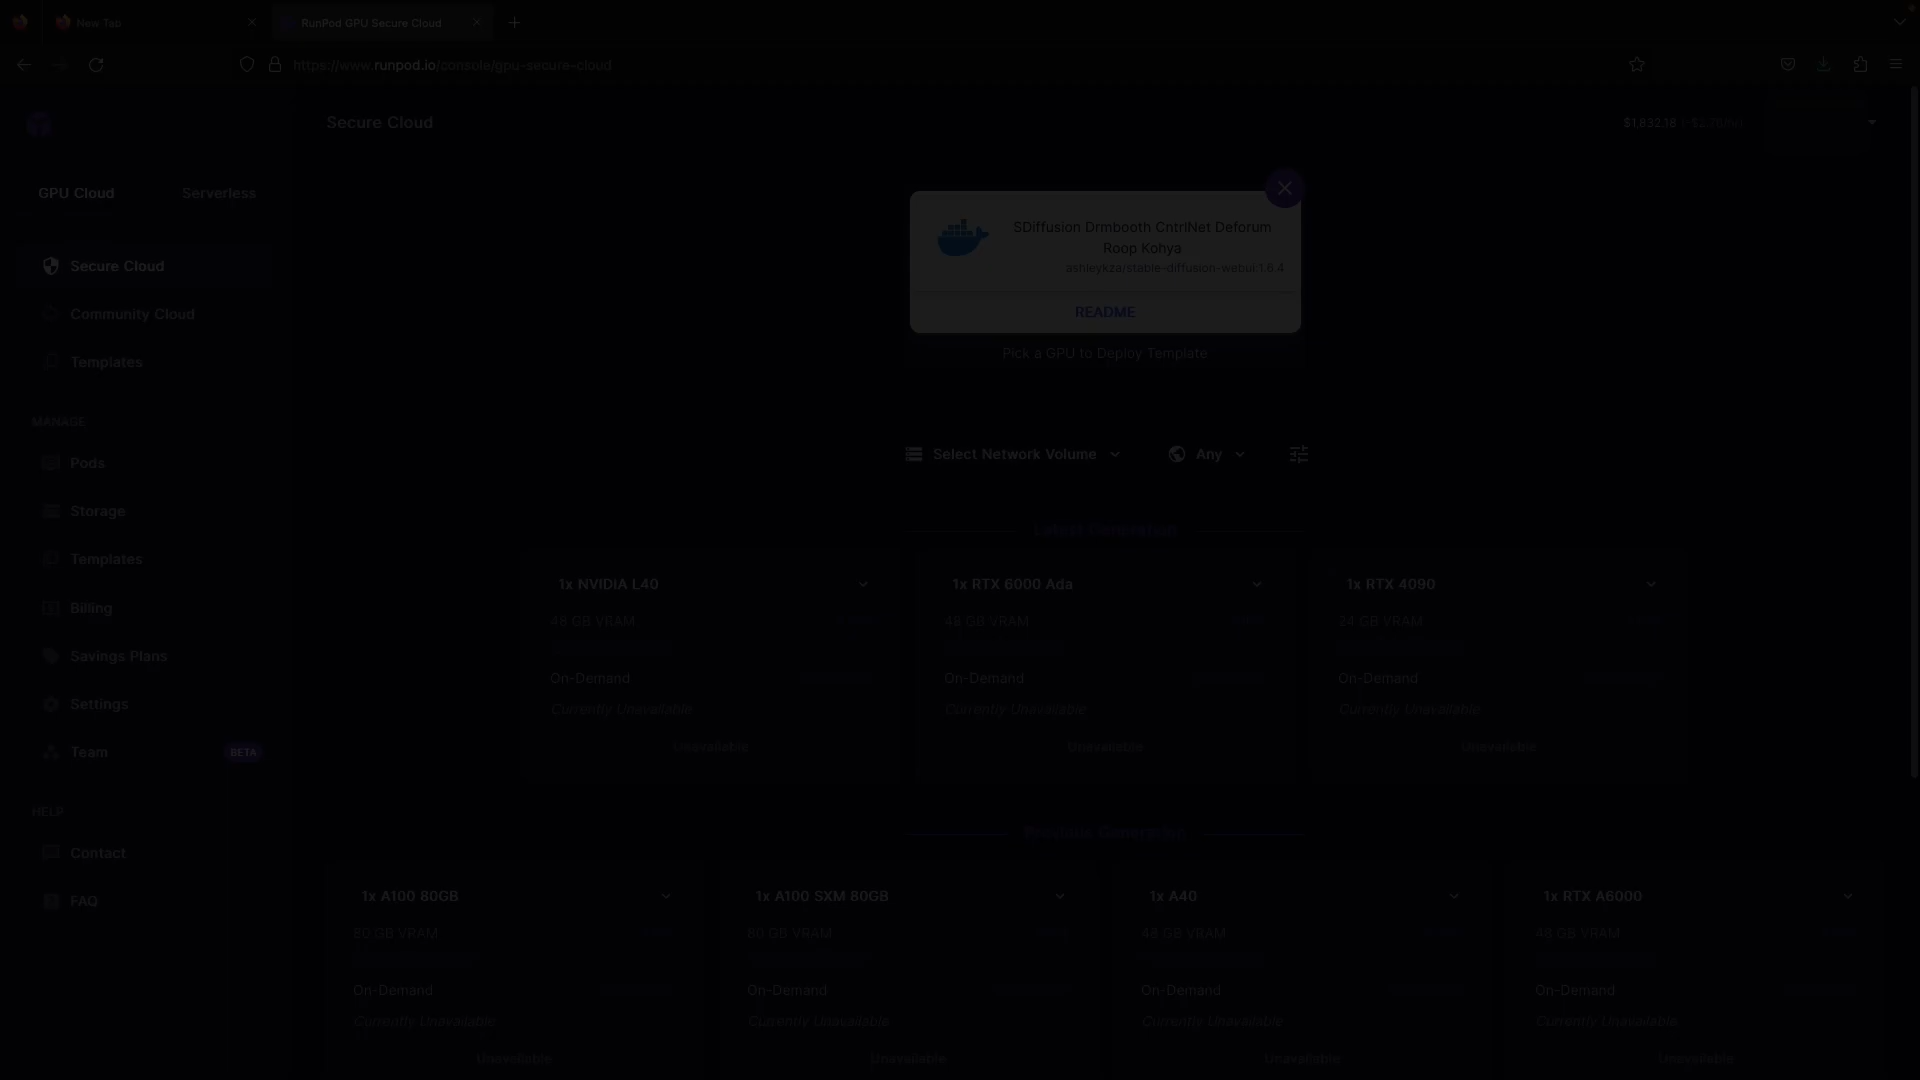 New Tab
RunPod GPU Secure Cloud
https://www.runpod.io/console/gpu-secure-cloud
Secure Cloud
$1,832.18
GPU Cloud
Serverless
Secure Cloud
Community Cloud
Templates
MANAGE
Pods
Storage
Templates
Billing
Savings Plans
Settings
Team
BETA
HELP
Contact
FAQ
SDiffusion Drmbooth CntrlNet Deforum
Roop Kohya
ashleykza/stable-diffusion-webui:1.6.4
README
Pick a GPU to Deploy Template
Select Network Volume
Any
Latest Generation
1x NVIDIA L40
48 GB VRAM
On-Demand
Currently Unavailable
Unavailable
1x RTX 6000 Ada
48 GB VRAM
On-Demand
Currently Unavailable
Unavailable
1x RTX 4090
24 GB VRAM
On-Demand
Currently Unavailable
Unavailable
Previous Generation
1x A100 80GB
80 GB VRAM
On-Demand
Currently Unavailable
Unavailable
1x A100 SXM 80GB
80 GB VRAM
On-Demand
Currently Unavailable
Unavailable
1x A40
48 GB VRAM
On-Demand
Currently Unavailable
Unavailable
1x RTX A6000
48 GB VRAM
On-Demand
Currently Unavailable
Unavailable